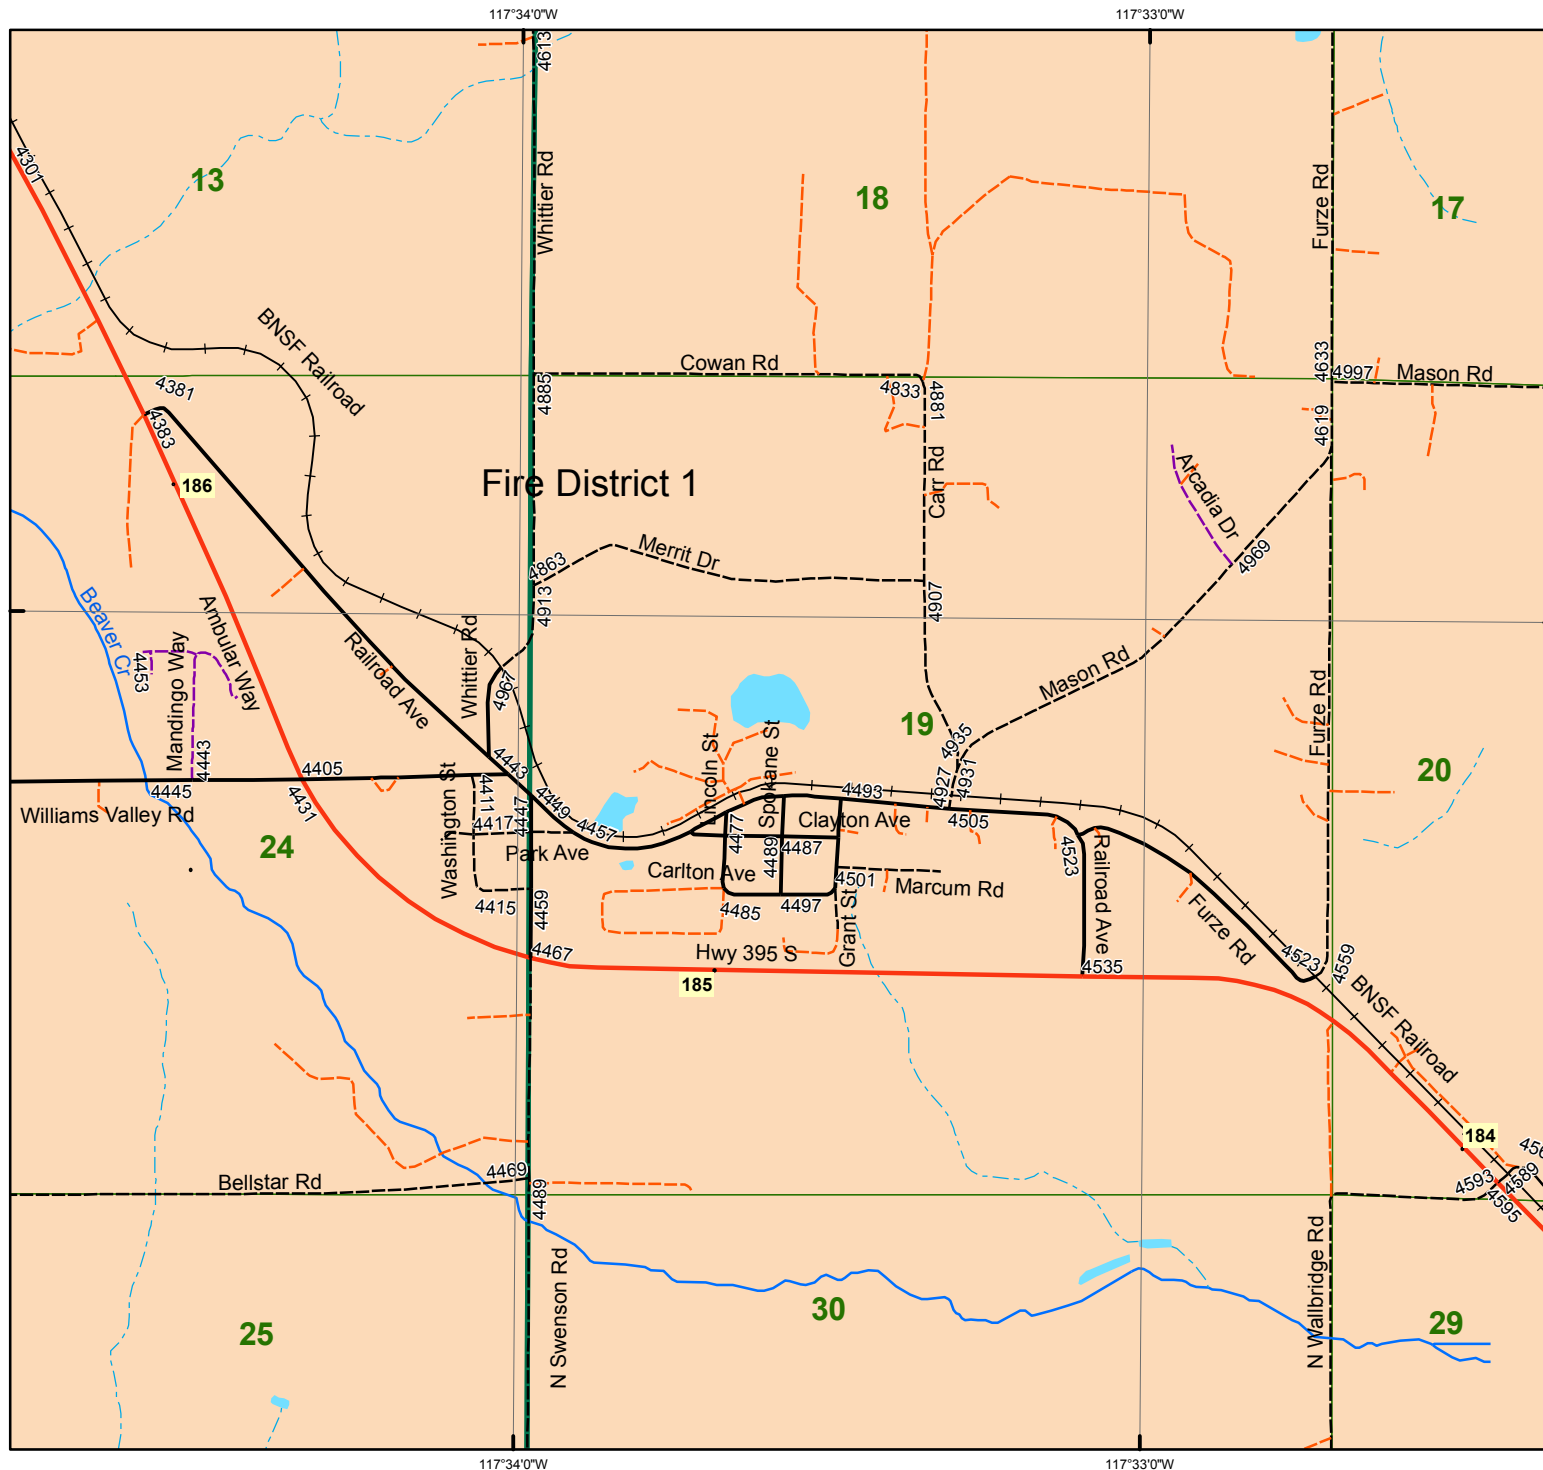 117°34'0"W
117°33'0"W
4613
4301
13
Whittier Rd
18
Furze Rd
17
BNSF Railroad
Cowan Rd
4633
4997
Mason Rd
4381
4885
4833
4881
4383
4619
186
Fire District 1
Carr Rd
Arcadia Dr
4969
Merrit Dr
4863
4913
4907
Beaver Cr
Ambular Way
Mandingo Way
4453
Railroad Ave
Whittier Rd
4967
Mason Rd
Furze Rd
19
4935
4931
4927
20
4443
4405
4445
4431
Williams Valley Rd
24
Washington St
4443
4411
4447
4449
4417
4457
Park Ave
Lincoln St
Spokane St
4493
Clayton Ave
4505
4477
4489
4487
Carlton Ave
4501
Marcum Rd
4523
Railroad Ave
4415
4459
4485
4497
Grant St
Furze Rd
4467
Hwy 395 S
185
4535
4523
4559
BNSF Railroad
184
456
4593
4589
4595
Bellstar Rd
4469
4489
N Swenson Rd
25
30
N Wallbridge Rd
29
117°34'0"W
117°33'0"W